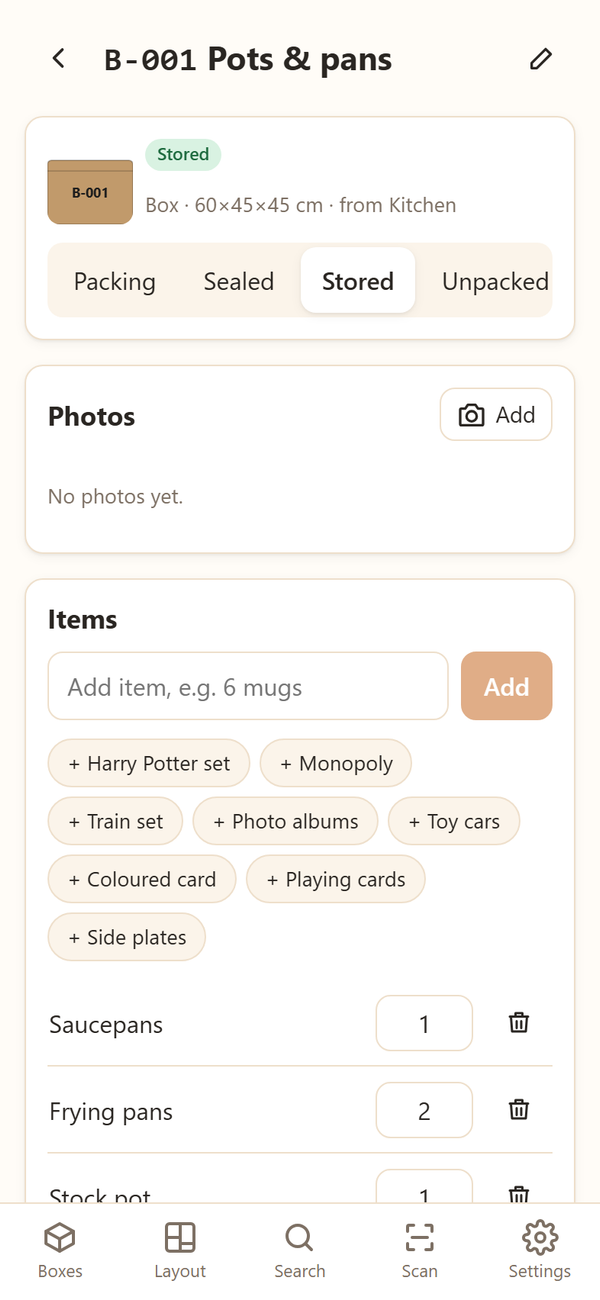 B-001 Pots & pans
Stored
B-001
Box · 60×45×45 cm · from Kitchen
Packing Sealed Stored Unpacked
Photos Add
No photos yet.
Items
Add item, e.g. 6 mugs Add
+ Harry Potter set + Monopoly
+ Train set + Photo albums + Toy cars
+ Coloured card + Playing cards
+ Side plates
Saucepans 1
Frying pans 2
Stock pot 1
Boxes Layout Search Scan Settings